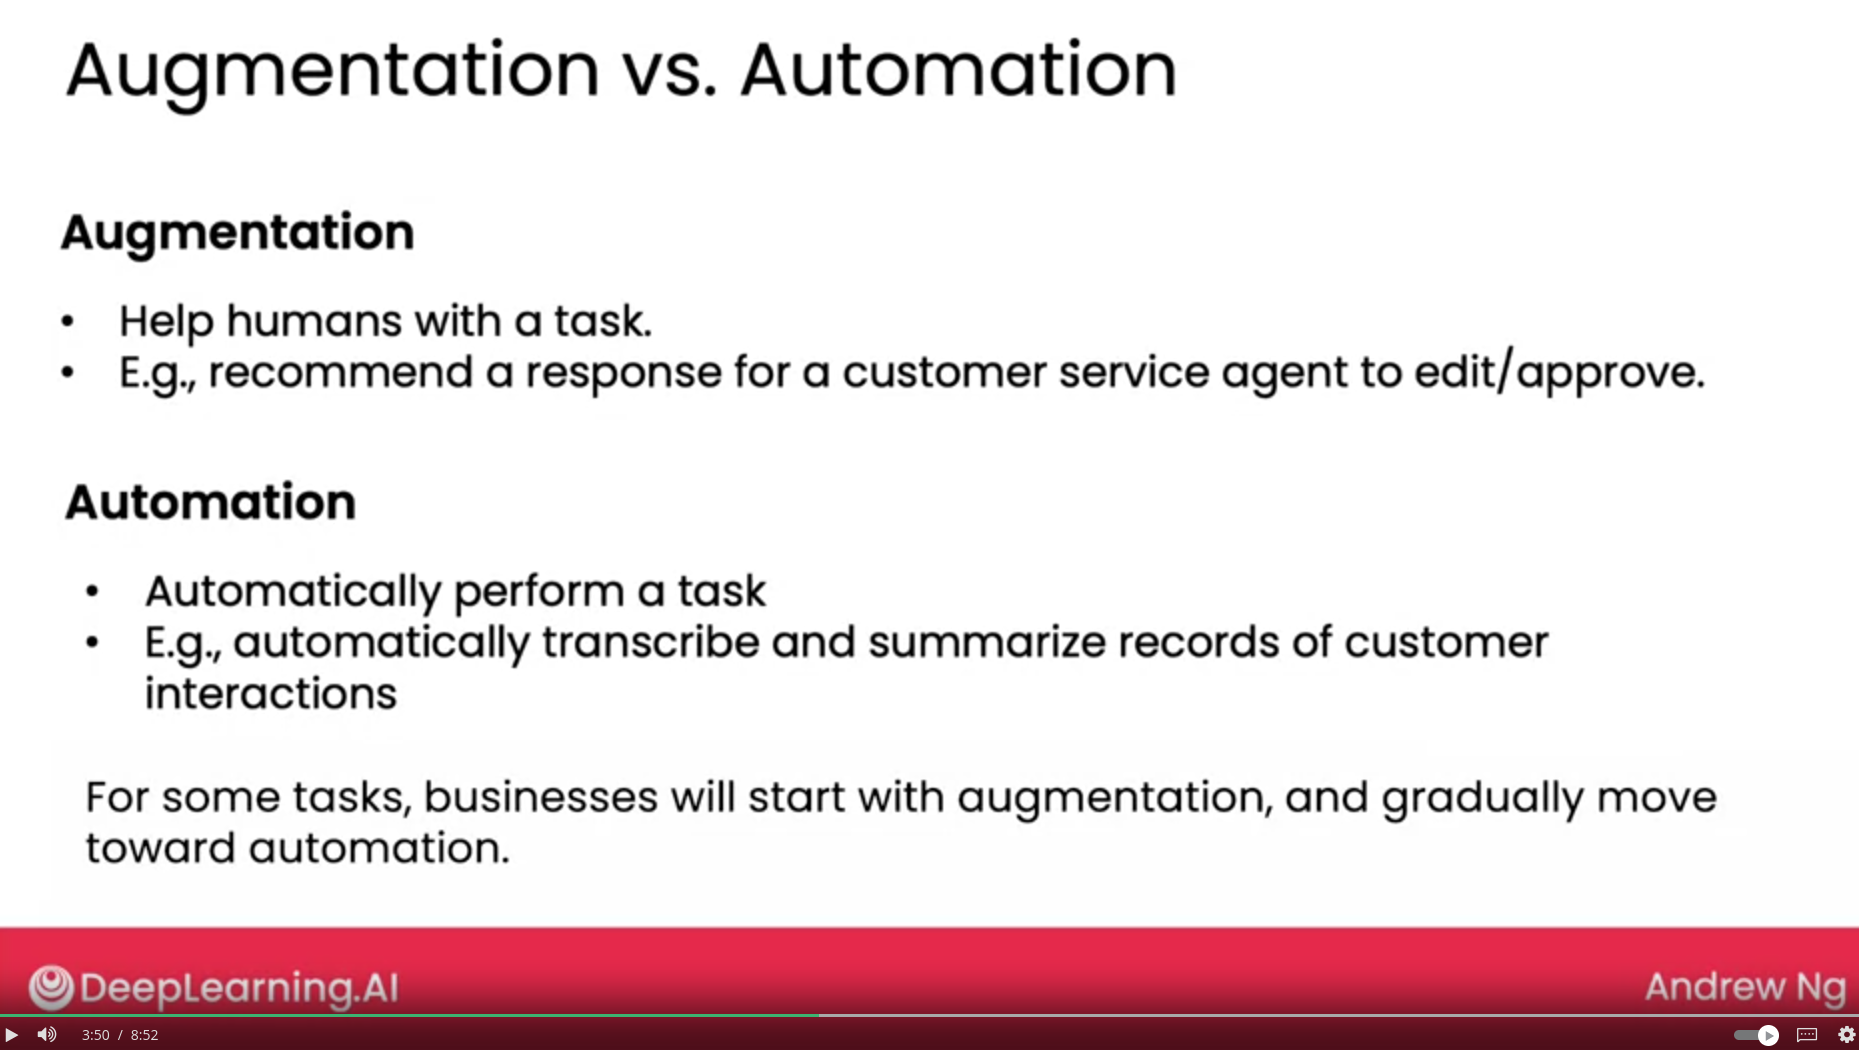 Augmentation vs. Automation
Augmentation
• Help humans with a task.
• E.g., recommend a response for a customer service agent to edit/approve.
Automation
• Automatically perform a task
• E.g., automatically transcribe and summarize records of customer
interactions
For some tasks, businesses will start with augmentation, and gradually move
toward automation.
DeepLearning.AI
Andrew Ng
3:50 / 8:52